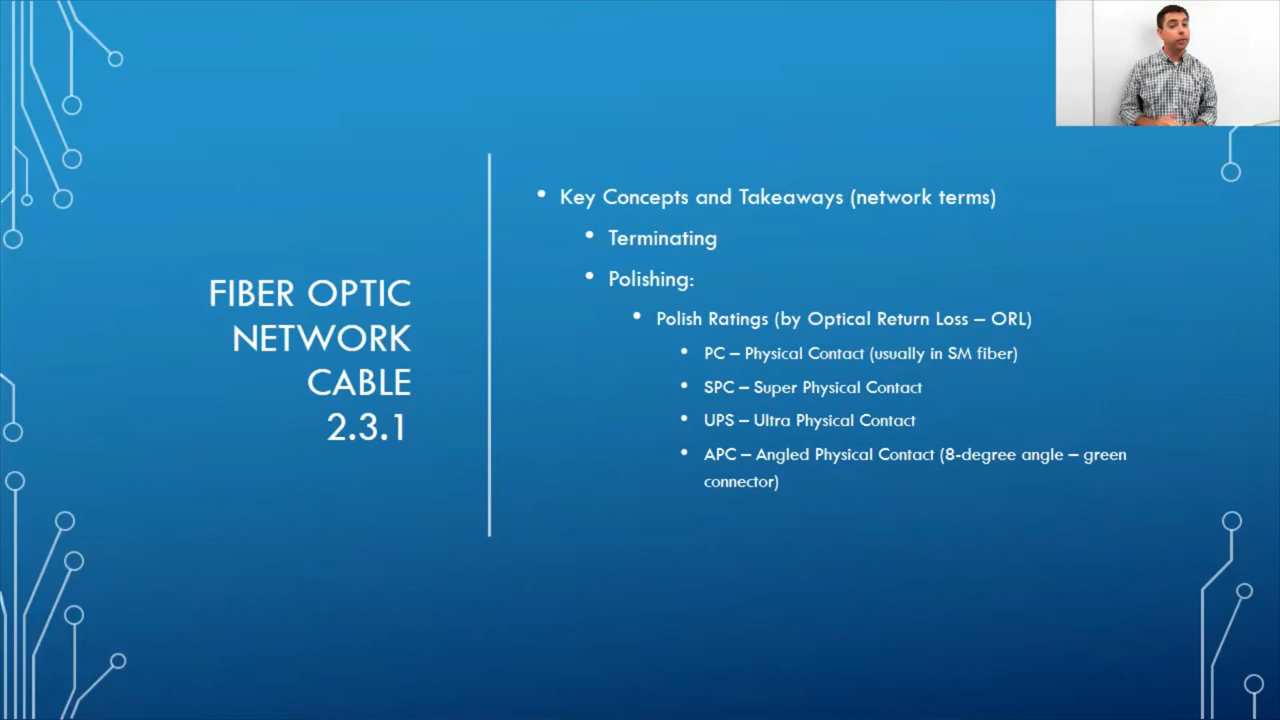 FIBER OPTIC
NETWORK
CABLE
2.3.1
• Key Concepts and Takeaways (network terms)
• Terminating
• Polishing:
• Polish Ratings (by Optical Return Loss – ORL)
• PC – Physical Contact (usually in SM fiber)
• SPC – Super Physical Contact
• UPS – Ultra Physical Contact
• APC – Angled Physical Contact (8-degree angle – green
connector)